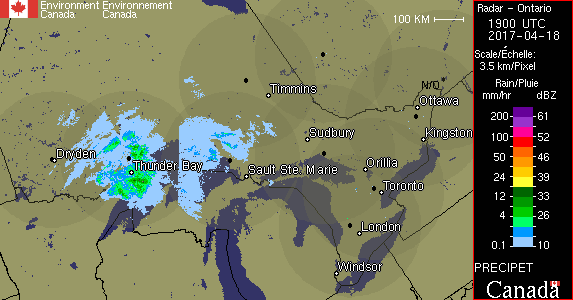 Environment Environnement
Canada Canada
100 KM
Timmins
N/O
Ottawa
Sudbury
Kingston
Dryden
Thunder Bay
Sault Ste. Marie
Orillia
Toronto
London
Windsor
Radar - Ontario
1900 UTC
2017-04-18
Scale/Échelle:
3.5 km/Pixel
Rain/Pluie
mm/hr dBZ
200 61
100 52
50 46
24 39
12 33
4 26
0.1 10
PRECIPET
Canada